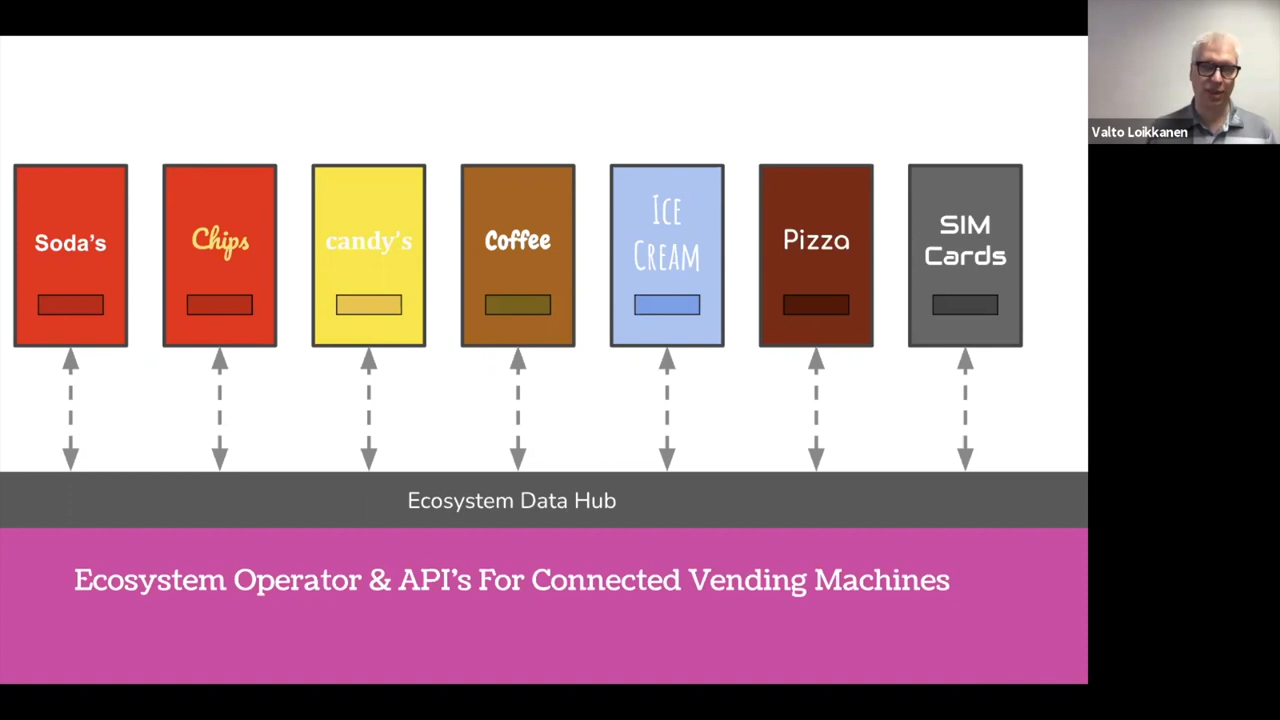 Valto Loikkanen
Soda's
Chips
candy's
Coffee
Ice
Cream
Pizza
SIM
Cards
Ecosystem Data Hub
Ecosystem Operator & API's For Connected Vending Machines